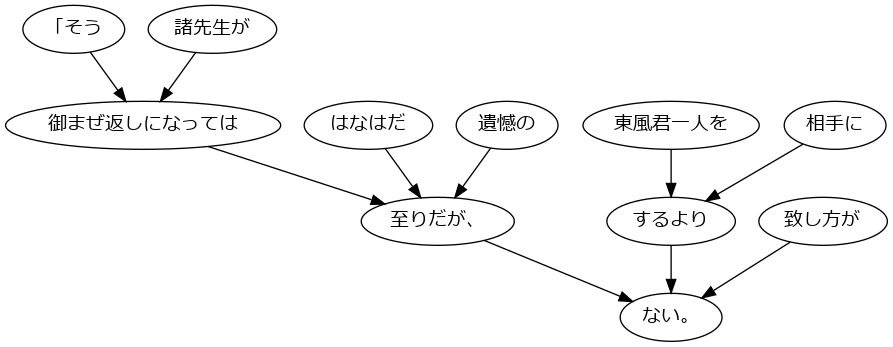 「そう
諸先生が
御まぜ返しになっては
はなはだ
遺憾の
東風君一人を
相手に
至りだが、
するより
致し方が
ない。